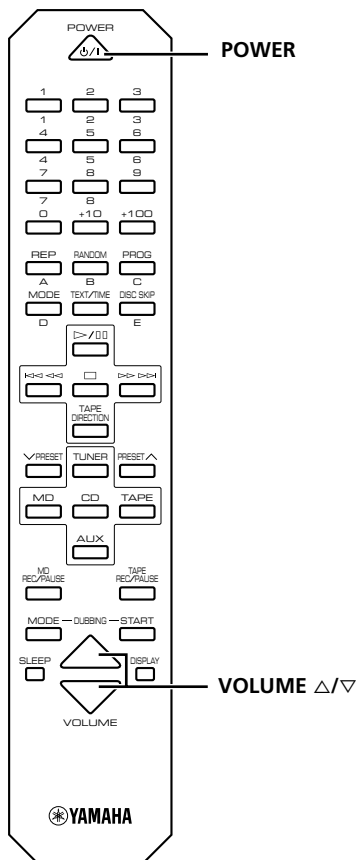 POWER
⏻/I
POWER
1 2 3
1 2 3
4 5 6
4 5 6
7 8 9
7 8
0 +10 +100
REP RANDOM PROG
A B C
MODE TEXT/TIME DISC SKIP
D E
▷/▯▯
|◁◁ ◁◁ □ ▷▷ ▷▷|
TAPE
DIRECTION
∨PRESET TUNER PRESET∧
MD CD TAPE
AUX
MD
REC/PAUSE
TAPE
REC/PAUSE
MODE – DUBBING – START
SLEEP DISPLAY
VOLUME △/▽
VOLUME
YAMAHA